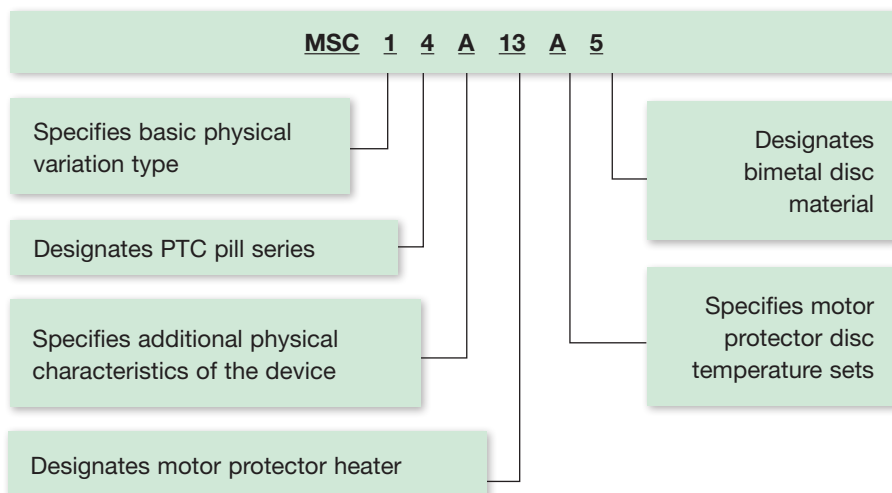 MSC 1 4 A 13 A 5
Specifies basic physical
variation type
Designates PTC pill series
Specifies additional physical
characteristics of the device
Designates motor protector heater
Designates
bimetal disc
material
Specifies motor
protector disc
temperature sets